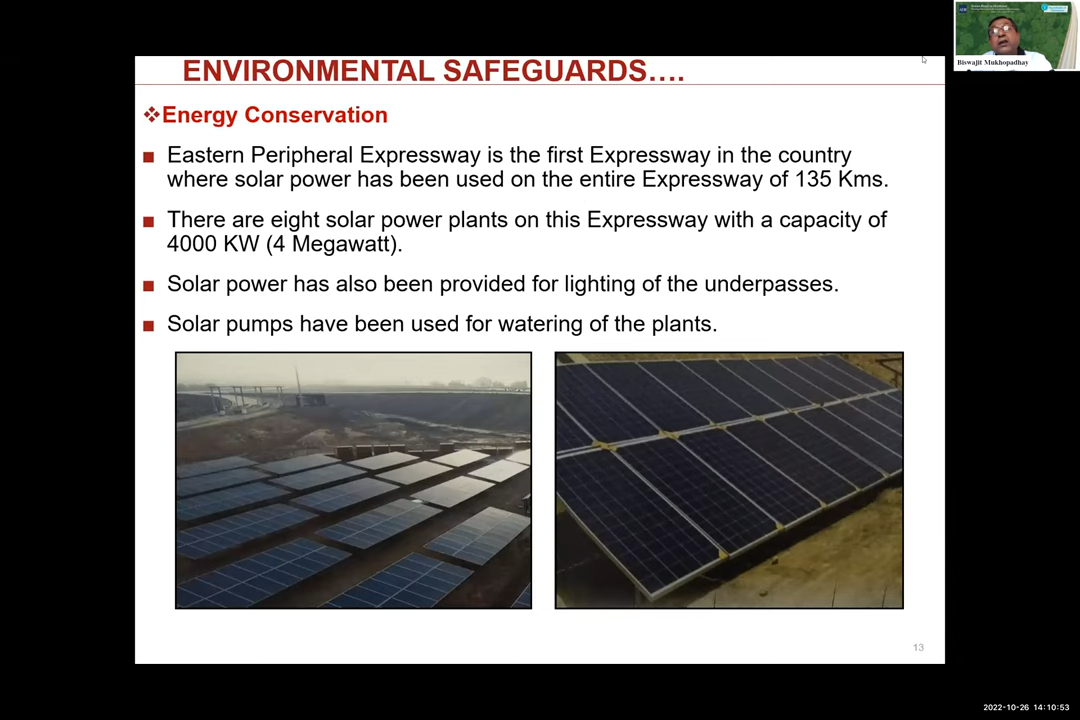 ENVIRONMENTAL SAFEGUARDS….
❖Energy Conservation
■ Eastern Peripheral Expressway is the first Expressway in the country
where solar power has been used on the entire Expressway of 135 Kms.
■ There are eight solar power plants on this Expressway with a capacity of
4000 KW (4 Megawatt).
■ Solar power has also been provided for lighting of the underpasses.
■ Solar pumps have been used for watering of the plants.
13
Biswajit Mukhopadhay
2022-10-26 14:10:53